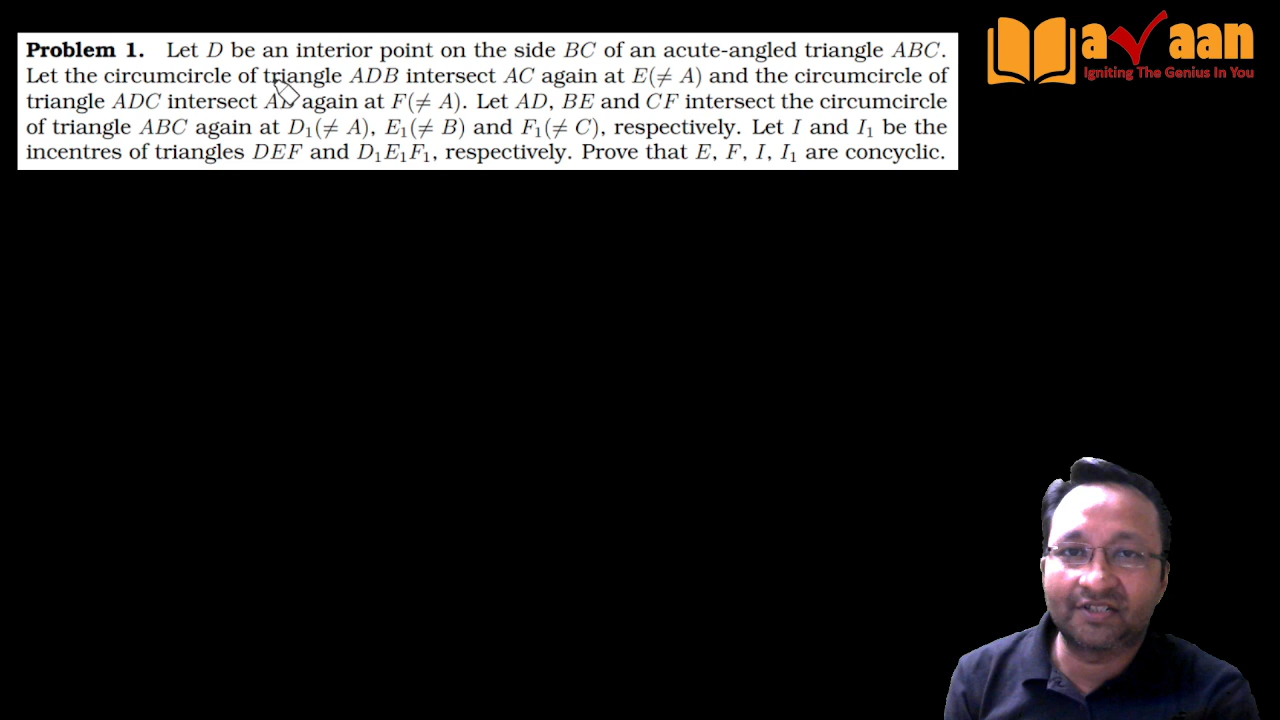 Problem 1. Let D be an interior point on the side BC of an acute-angled triangle ABC.
Let the circumcircle of triangle ADB intersect AC again at E(≠ A) and the circumcircle of
triangle ADC intersect AB again at F(≠ A). Let AD, BE and CF intersect the circumcircle
of triangle ABC again at D₁(≠ A), E₁(≠ B) and F₁(≠ C), respectively. Let I and I₁ be the
incentres of triangles DEF and D₁E₁F₁, respectively. Prove that E, F, I, I₁ are concyclic.
avaan
Igniting The Genius In You